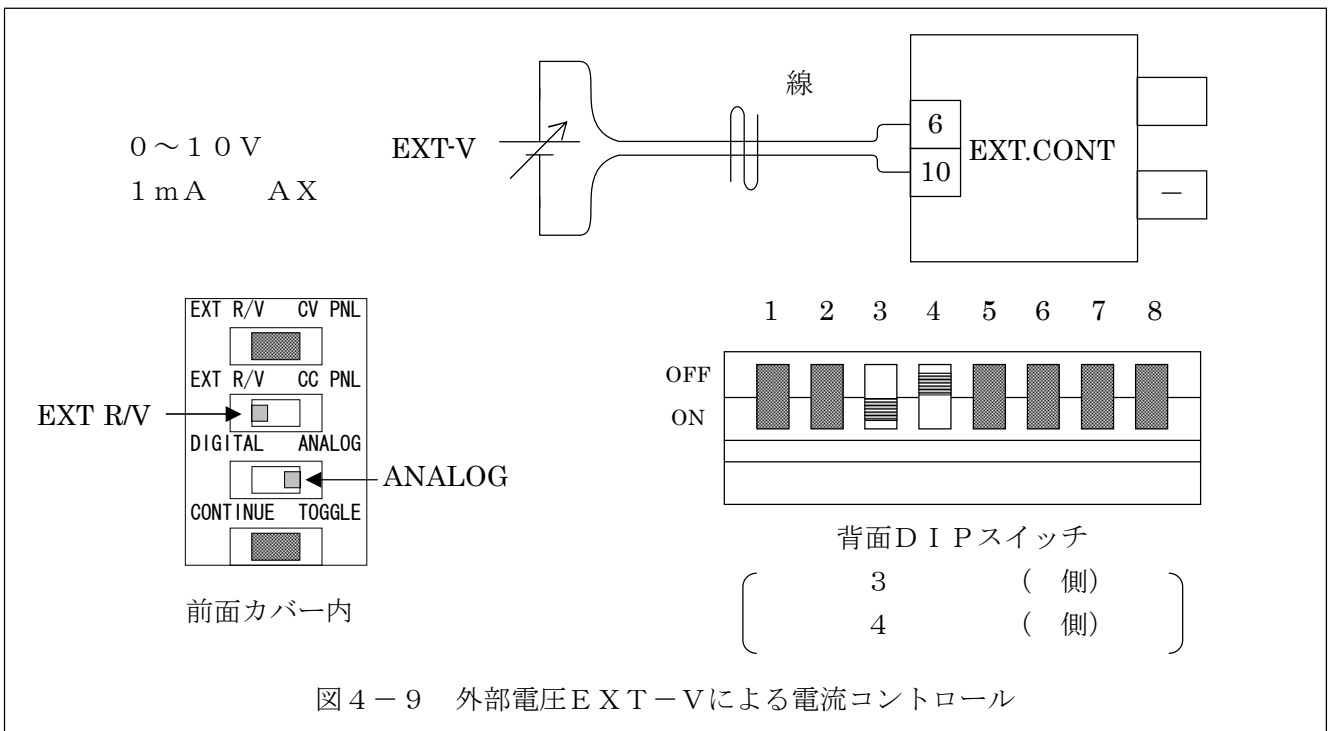 線
０～１０Ｖ
１ｍＡ　　ＡＸ
EXT-V
6
10
EXT.CONT
－
EXT R/V CV PNL
EXT R/V CC PNL
DIGITAL ANALOG
CONTINUE TOGGLE
EXT R/V
ANALOG
前面カバー内
1 2 3 4 5 6 7 8
OFF
ON
背面ＤＩＰスイッチ
３　（　側）
４　（　側）
図４－９　外部電圧ＥＸＴ－Ｖによる電流コントロール